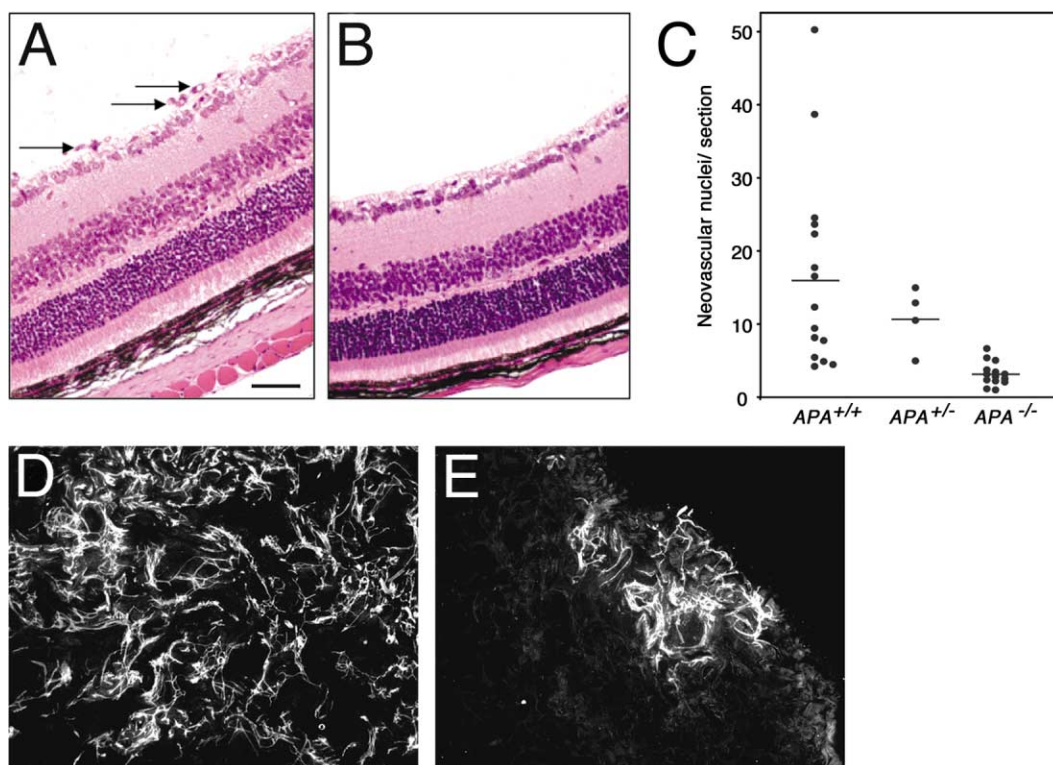 A
B
C
Neovascular nuclei/ section
50
40
30
20
10
0
APA+/+
APA+/-
APA-/-
D
E